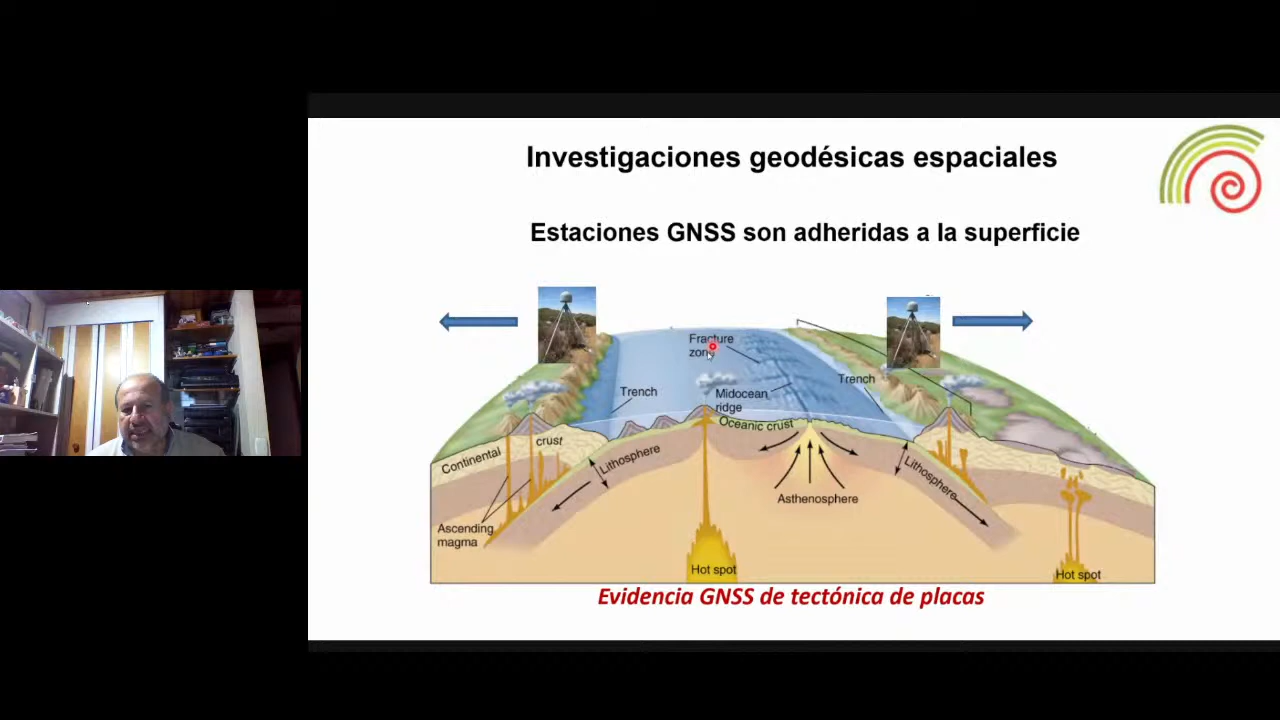 Investigaciones geodésicas espaciales
Estaciones GNSS son adheridas a la superficie
Fracture
zone
Trench
Midocean
ridge
Trench
Oceanic crust
Continental crust
Lithosphere
Lithosphere
Asthenosphere
Ascending
magma
Hot spot
Hot spot
Evidencia GNSS de tectónica de placas